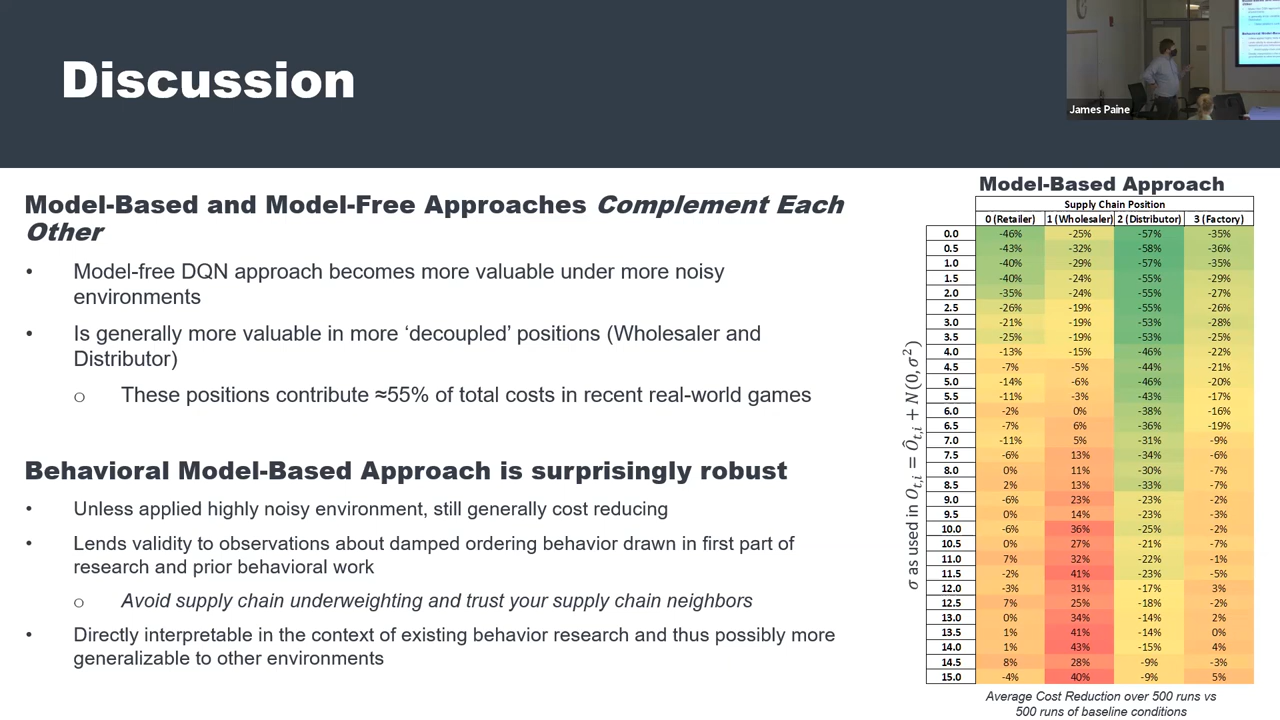 Discussion
James Paine
Model-Based and Model-Free Approaches Complement Each
Other
• Model-free DQN approach becomes more valuable under more noisy
environments
• Is generally more valuable in more ‘decoupled’ positions (Wholesaler and
Distributor)
o These positions contribute ≈55% of total costs in recent real-world games
Behavioral Model-Based Approach is surprisingly robust
• Unless applied highly noisy environment, still generally cost reducing
• Lends validity to observations about damped ordering behavior drawn in first part of
research and prior behavioral work
o Avoid supply chain underweighting and trust your supply chain neighbors
• Directly interpretable in the context of existing behavior research and thus possibly more
generalizable to other environments
Model-Based Approach
Supply Chain Position
0 (Retailer) 1 (Wholesaler) 2 (Distributor) 3 (Factory)
0.0 -46% -25% -57% -35%
0.5 -43% -32% -58% -36%
1.0 -40% -29% -57% -35%
1.5 -40% -24% -55% -29%
2.0 -35% -24% -55% -27%
2.5 -26% -19% -55% -26%
3.0 -21% -19% -53% -28%
3.5 -25% -19% -53% -25%
4.0 -13% -15% -46% -22%
4.5 -7% -5% -44% -21%
5.0 -14% -6% -46% -20%
5.5 -11% -3% -43% -17%
6.0 -2% 0% -38% -16%
6.5 -7% 6% -36% -19%
7.0 -11% 5% -31% -9%
7.5 -6% 13% -34% -6%
8.0 0% 11% -30% -7%
8.5 2% 13% -33% -7%
9.0 -6% 23% -23% -2%
9.5 0% 14% -23% -3%
10.0 -6% 36% -25% -2%
10.5 0% 27% -21% -7%
11.0 7% 32% -22% -1%
11.5 -2% 41% -23% -5%
12.0 -3% 31% -17% 3%
12.5 7% 25% -18% -2%
13.0 0% 34% -14% 2%
13.5 1% 41% -14% 0%
14.0 1% 43% -15% 4%
14.5 8% 28% -9% -3%
15.0 -4% 40% -9% 5%
σ as used in O_{t,i} = Ô_{t,i} + N(0, σ²)
Average Cost Reduction over 500 runs vs
500 runs of baseline conditions